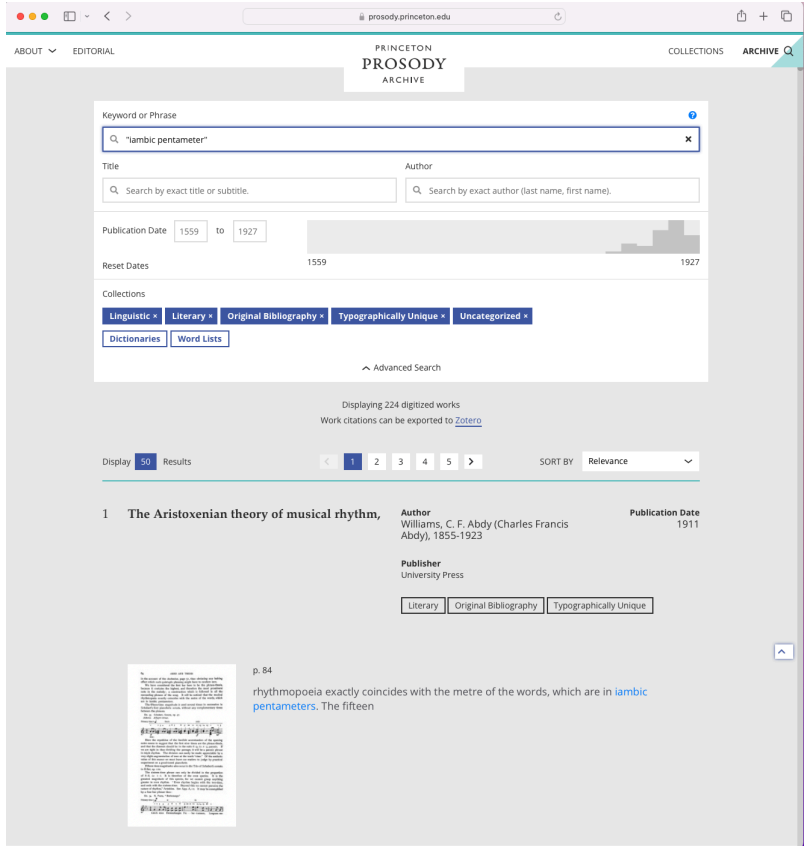 prosody.princeton.edu
ABOUT
EDITORIAL
PRINCETON
PROSODY
ARCHIVE
COLLECTIONS
ARCHIVE
Keyword or Phrase
?
"iambic pentameter"
Title
Author
Search by exact title or subtitle.
Search by exact author (last name, first name).
Publication Date 1559 to 1927
Reset Dates
1559
1927
Collections
Linguistic × Literary × Original Bibliography × Typographically Unique × Uncategorized ×
Dictionaries Word Lists
Advanced Search
Displaying 224 digitized works
Work citations can be exported to Zotero
Display 50 Results
< 1 2 3 4 5 >
SORT BY Relevance
1 The Aristoxenian theory of musical rhythm,
Author
Williams, C. F. Abdy (Charles Francis
Abdy), 1855-1923
Publication Date
1911
Publisher
University Press
Literary Original Bibliography Typographically Unique
p. 84
rhythmopoeia exactly coincides with the metre of the words, which are in iambic
pentameters. The fifteen